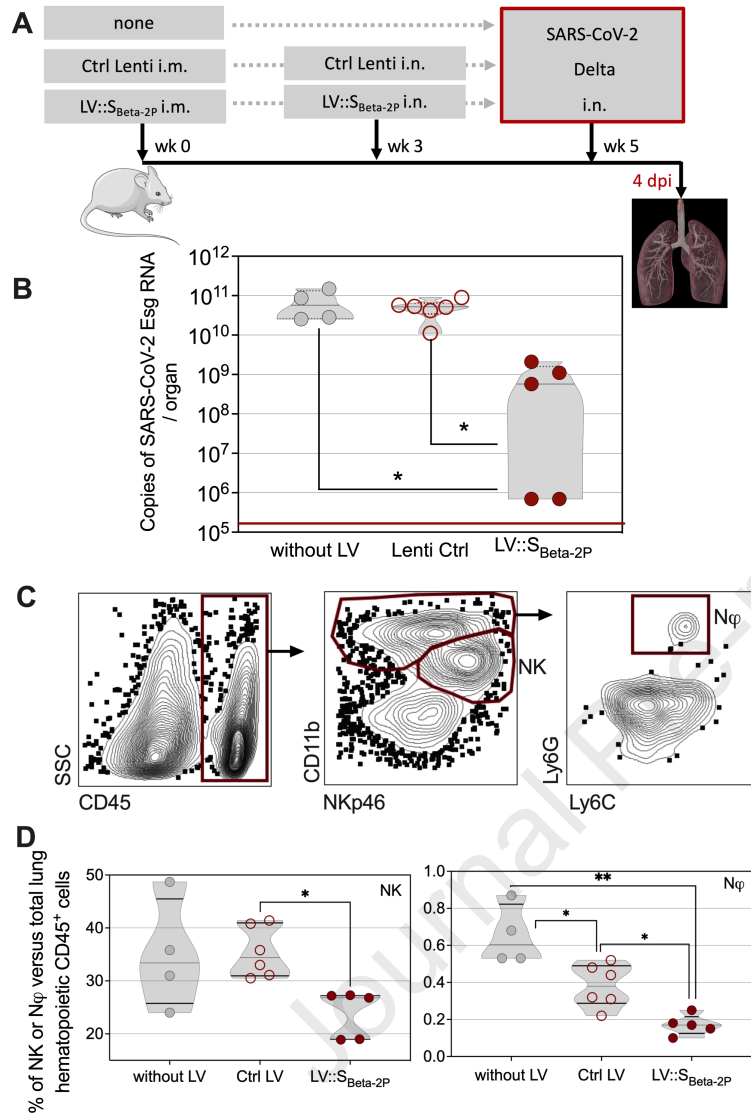 A
none
Ctrl Lenti i.m.
LV::SBeta-2P i.m.
Ctrl Lenti i.n.
LV::SBeta-2P i.n.
SARS-CoV-2
Delta
i.n.
wk 0
wk 3
wk 5
4 dpi
B
Copies of SARS-CoV-2 Esg RNA
/ organ
10^12
10^11
10^10
10^9
10^8
10^7
10^6
10^5
*
*
without LV
Lenti Ctrl
LV::SBeta-2P
C
SSC
CD45
CD11b
NKp46
NK
Ly6G
Ly6C
Nφ
D
% of NK or Nφ versus total lung
hematopoietic CD45+ cells
50
40
30
20
NK
*
without LV
Ctrl LV
LV::SBeta-2P
1.0
0.8
0.6
0.4
0.2
0.0
Nφ
**
*
*
without LV
Ctrl LV
LV::SBeta-2P
Journal Pre-